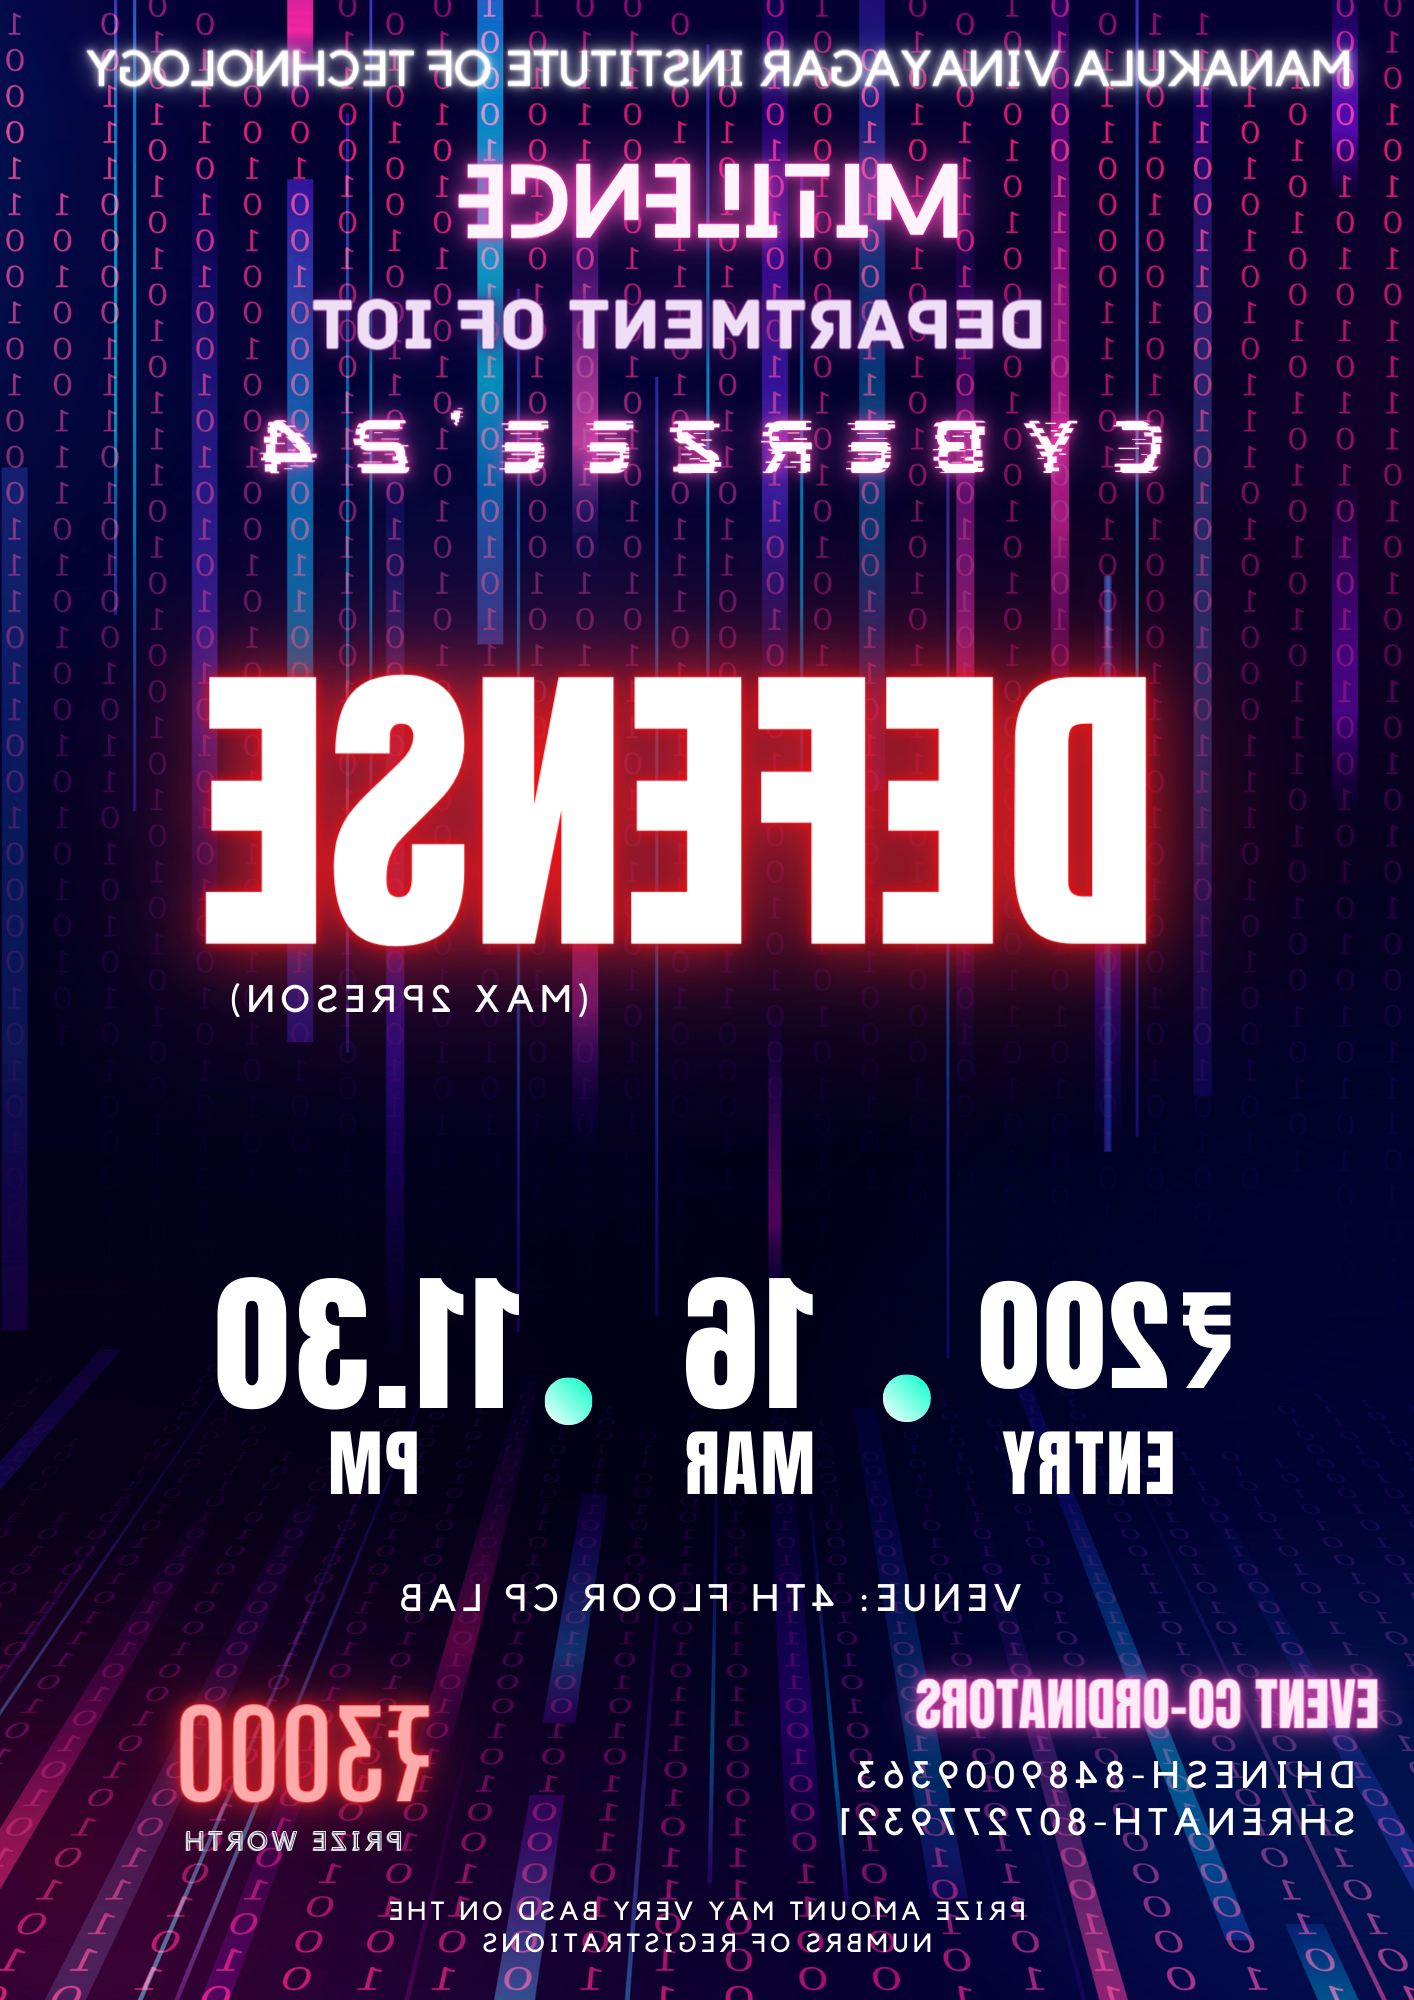 MANAKULA VINAYAGAR INSTITUTE OF TECHNOLOGY
MITILENCE
DEPARTMENT OF IOT
CYBERZEE'24
DEFENSE
(MAX 2PRESON)
₹200 16 11.30
ENTRY MAR PM
VENUE: 4TH FLOOR CP LAB
EVENT CO-ORDINATORS
DHINESH-8489009363
SHRENATH-8072779321
₹3000
PRIZE WORTH
PRIZE AMOUNT MAY VERY BASD ON THE
NUMBRS OF REGISTRATIONS